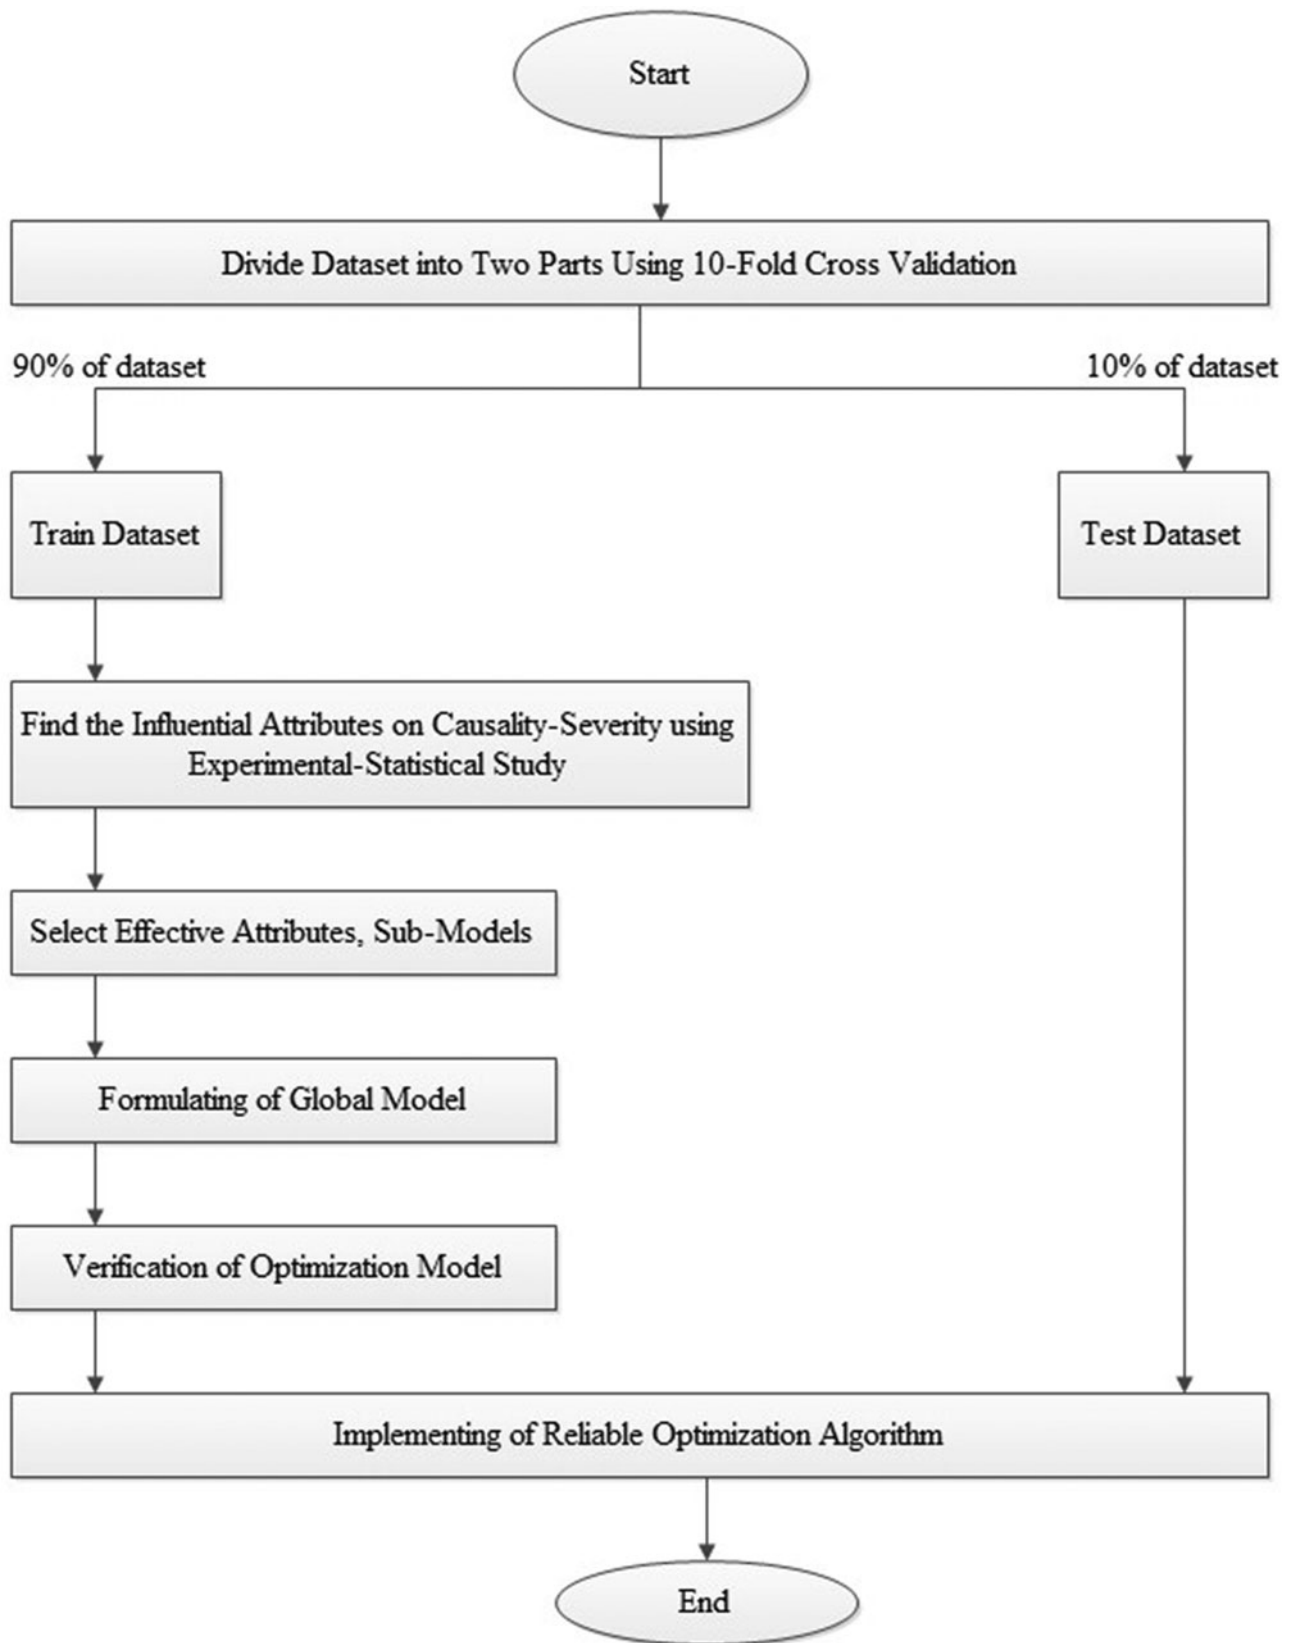 Start
Divide Dataset into Two Parts Using 10-Fold Cross Validation
90% of dataset
10% of dataset
Train Dataset
Test Dataset
Find the Influential Attributes on Causality-Severity using
Experimental-Statistical Study
Select Effective Attributes, Sub-Models
Formulating of Global Model
Verification of Optimization Model
Implementing of Reliable Optimization Algorithm
End